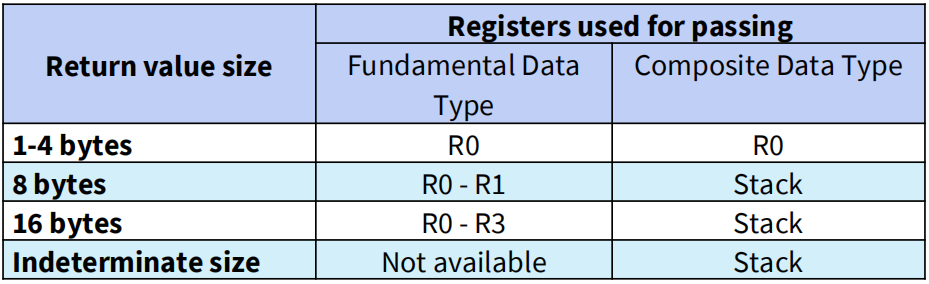 Return value size
Registers used for passing
Fundamental Data
Type
Composite Data Type
1-4 bytes
R0
R0
8 bytes
R0 - R1
Stack
16 bytes
R0 - R3
Stack
Indeterminate size
Not available
Stack